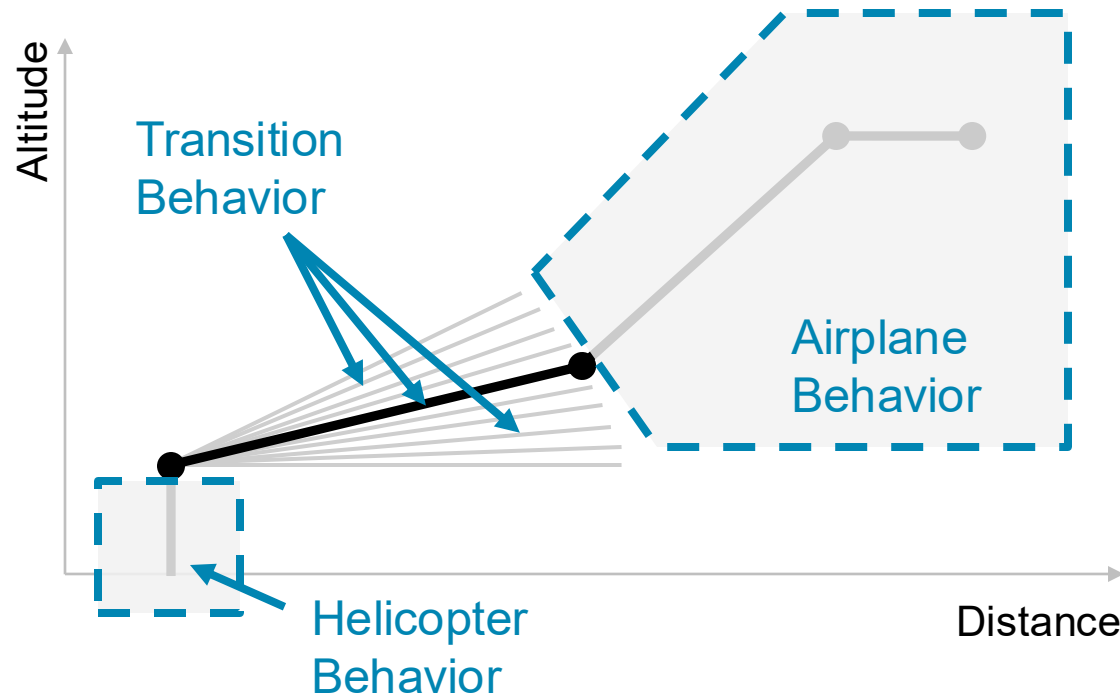 Altitude
Transition
Behavior
Airplane
Behavior
Helicopter
Behavior
Distance